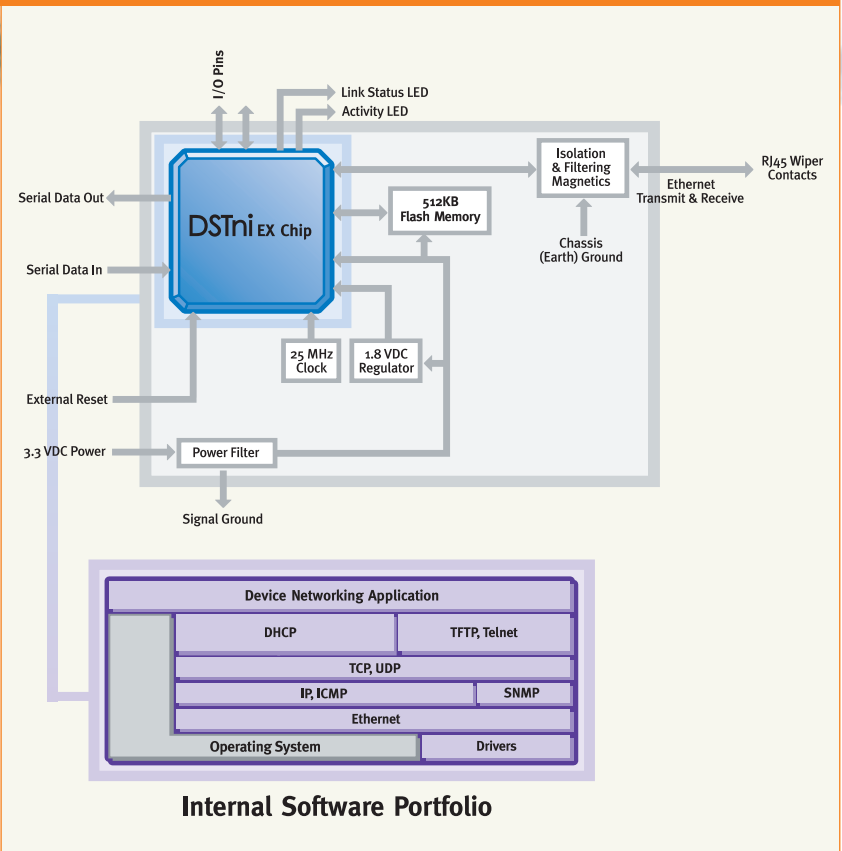 I/O Pins
Link Status LED
Activity LED
Isolation
& Filtering
Magnetics
RJ45 Wiper
Contacts
Ethernet
Transmit & Receive
Serial Data Out
512KB
Flash Memory
DSTni EX Chip
Chassis
(Earth) Ground
Serial Data In
25 MHz
Clock
1.8 VDC
Regulator
External Reset
3.3 VDC Power
Power Filter
Signal Ground
Device Networking Application
DHCP
TFTP, Telnet
TCP, UDP
IP, ICMP
SNMP
Ethernet
Operating System
Drivers
Internal Software Portfolio